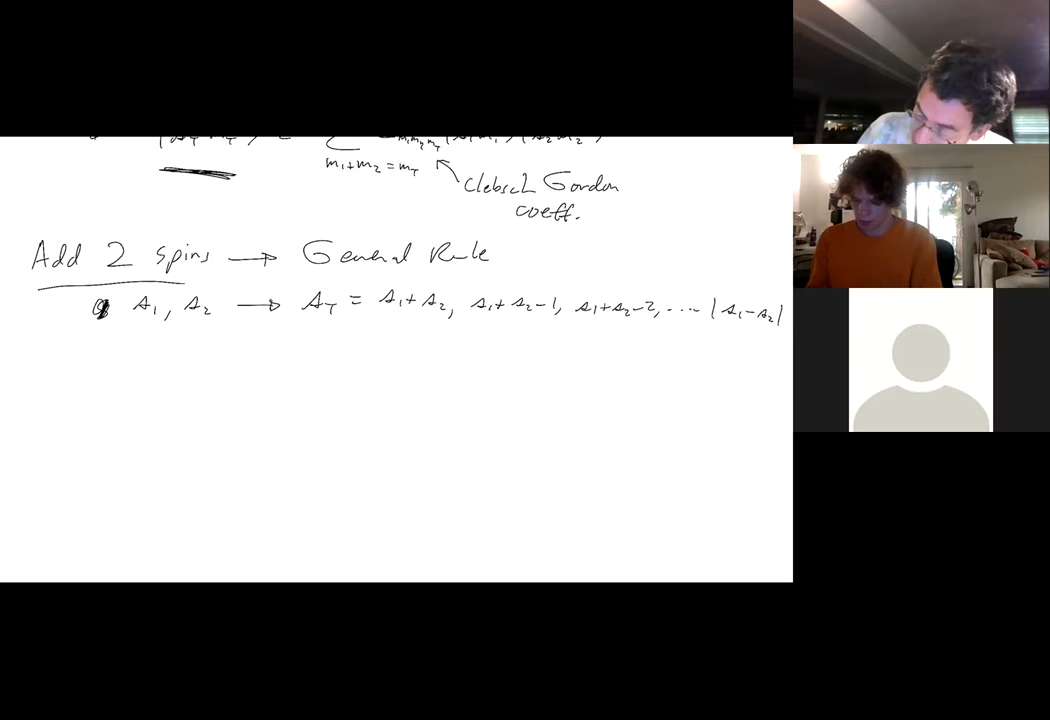 m₁+m₂=m_T
Clebsch Gordon
coeff.
Add 2 spins → General Rule
s₁, s₂ → s_T = s₁+s₂, s₁+s₂-1, s₁+s₂-2, .... |s₁-s₂|